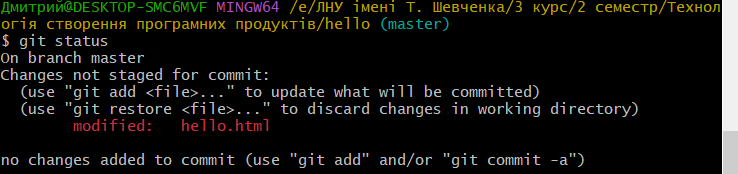 Дмитрий@DESKTOP-SMC6MVF MINGW64 /e/ЛНУ імені Т. Шевченка/3 курс/2 семестр/Технол
огія створення програмних продуктів/hello (master)
$ git status
On branch master
Changes not staged for commit:
  (use "git add <file>..." to update what will be committed)
  (use "git restore <file>..." to discard changes in working directory)
        modified:   hello.html

no changes added to commit (use "git add" and/or "git commit -a")